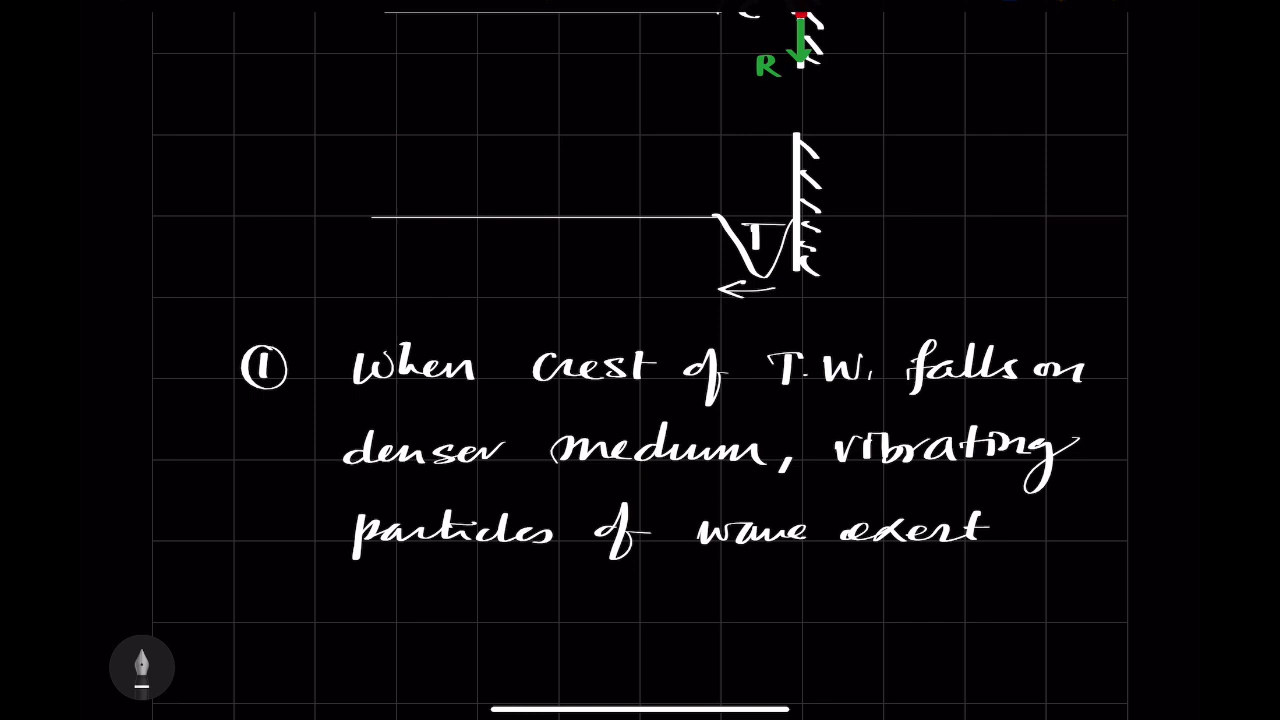 R
T
① When crest of T.W. falls on
denser medium, vibrating
particles of wave exert